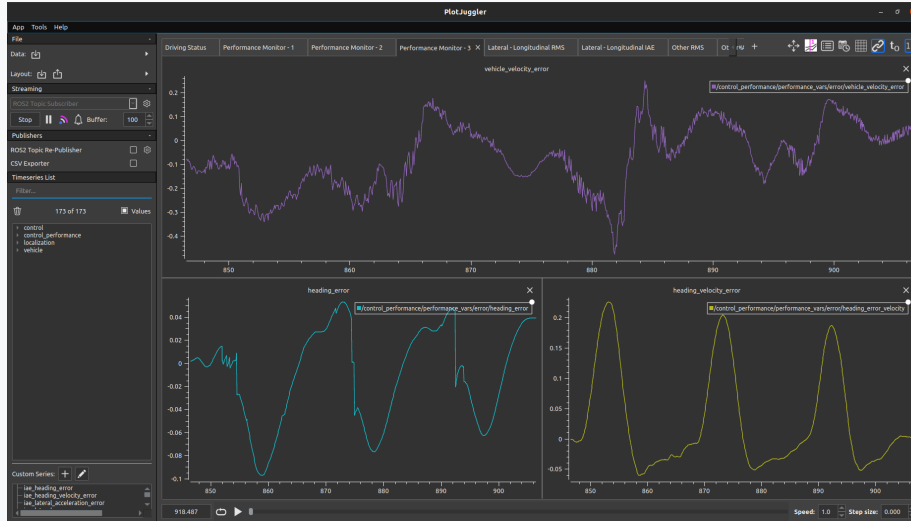 PlotJuggler
App Tools Help
File
Data:
Layout:
Streaming
ROS2 Topic Subscriber
Stop Buffer: 100
Publishers
ROS2 Topic Re-Publisher
CSV Exporter
Timeseries List
Filter...
173 of 173 Values
control
control_performance
localization
vehicle
Custom Series:
iae_heading_error
iae_heading_velocity_error
iae_lateral_acceleration_error
Driving Status Performance Monitor - 1 Performance Monitor - 2 Performance Monitor - 3 Lateral - Longitudinal RMS Lateral - Longitudinal IAE Other RMS
vehicle_velocity_error
/control_performance/performance_vars/error/vehicle_velocity_error
0.2
0.1
0
-0.1
-0.2
-0.3
-0.4
850 860 870 880 890 900
heading_error
/control_performance/performance_vars/error/heading_error
0.04
0.02
0
-0.02
-0.04
-0.06
-0.08
-0.1
850 860 870 880 890 900
heading_velocity_error
/control_performance/performance_vars/error/heading_error_velocity
0.2
0.15
0.1
0.05
0
-0.05
850 860 870 880 890 900
918.487 Speed: 1.0 Step size: 0.000